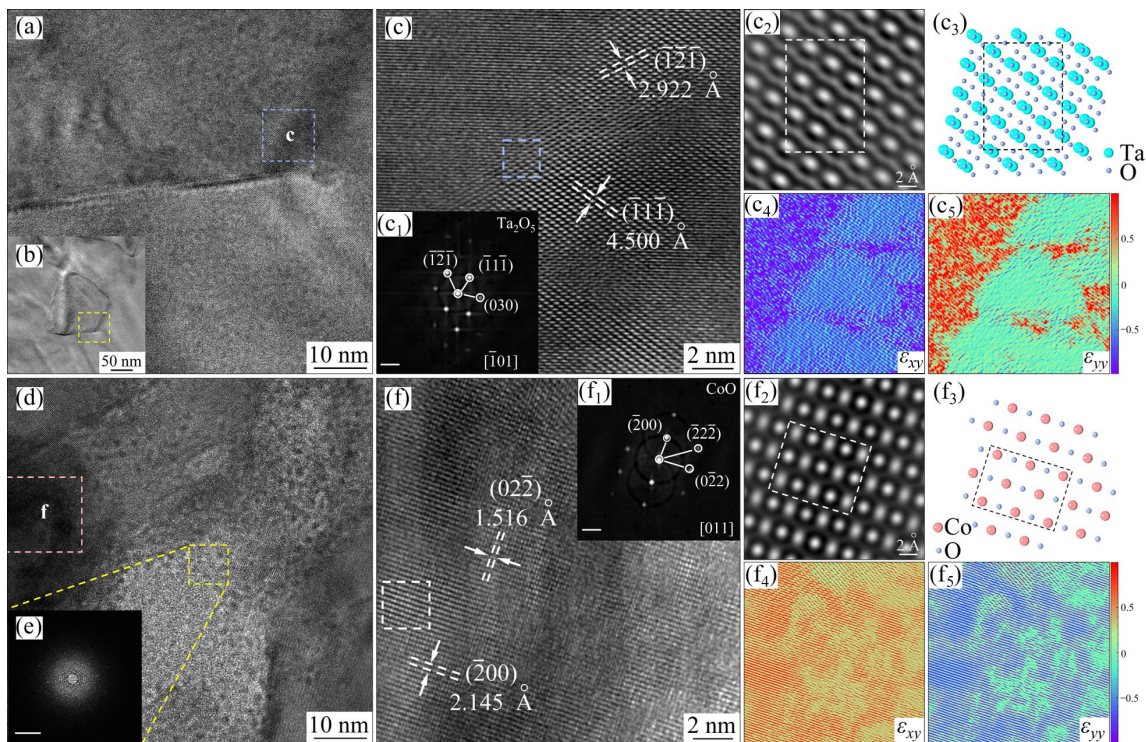 (a)
c
(b)
50 nm
10 nm
(c)
(1̄2̄1̄)
2.922 Å
(1̄11̄)
4.500 Å
2 nm
(c₁)
Ta₂O₅
(1̄2̄1̄)
(1̄11̄)
(030)
[1̄01]
(c₂)
2 Å
(c₃)
Ta
O
(c₄)
εxy
(c₅)
εyy
0.5
0
-0.5
(d)
f
(e)
10 nm
(f)
(022̄)
1.516 Å
(2̄00)
2.145 Å
2 nm
(f₁)
CoO
(2̄00)
(2̄22̄)
(02̄2)
[011]
(f₂)
2 Å
(f₃)
Co
O
(f₄)
εxy
(f₅)
εyy
0.5
0
-0.5